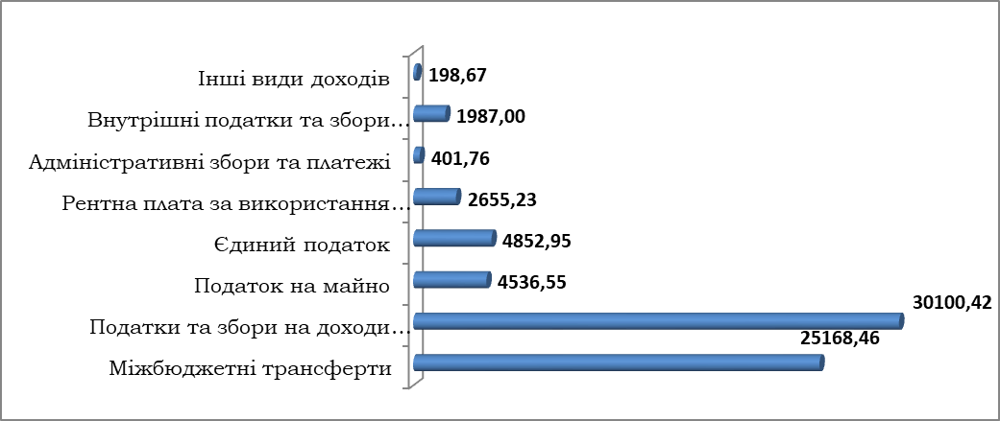 Інші види доходів
198,67
Внутрішні податки та збори…
1987,00
Адміністративні збори та платежі
401,76
Рентна плата за використання…
2655,23
Єдиний податок
4852,95
Податок на майно
4536,55
Податки та збори на доходи…
30100,42
Міжбюджетні трансферти
25168,46